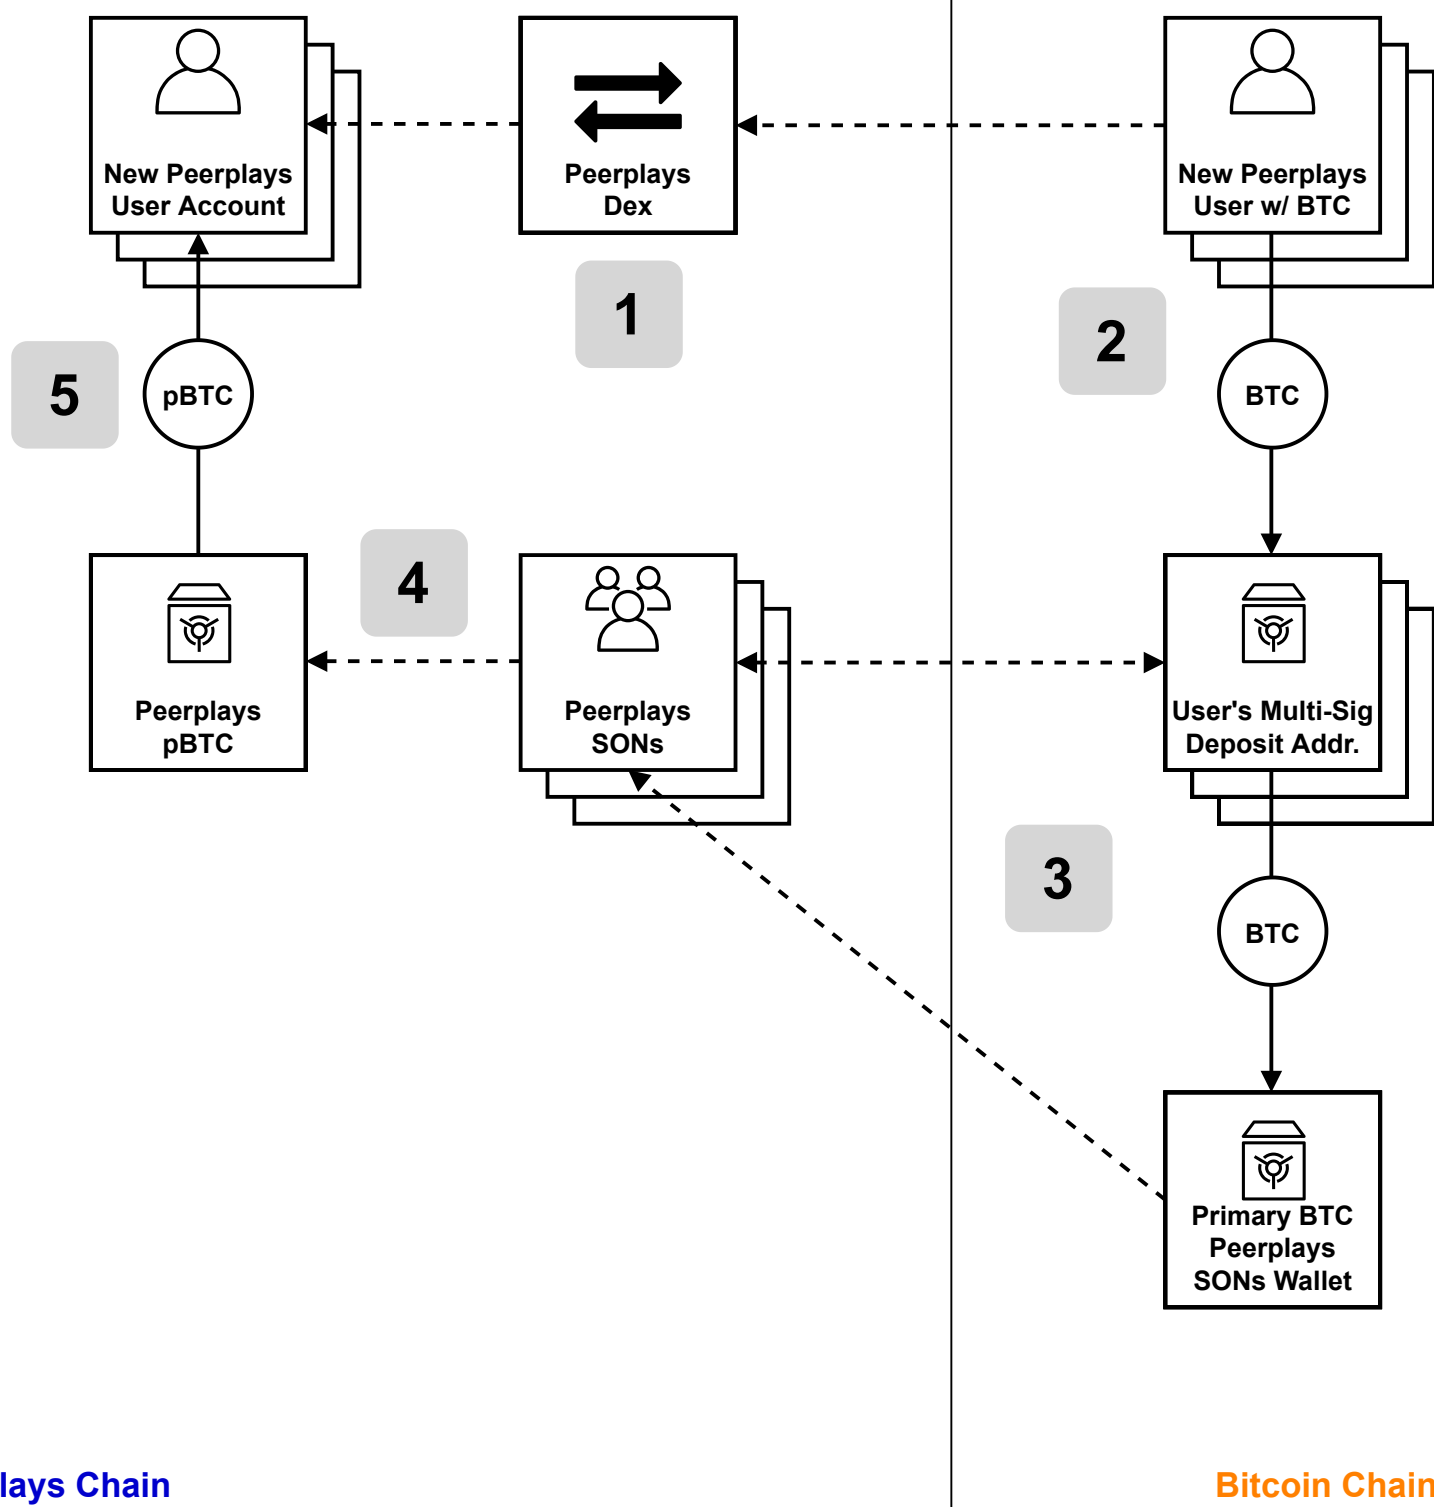 New Peerplays
User Account
Peerplays
Dex
New Peerplays
User w/ BTC
1
2
5
pBTC
BTC
4
Peerplays
pBTC
Peerplays
SONs
User's Multi-Sig
Deposit Addr.
3
BTC
Primary BTC
Peerplays
SONs Wallet
lays Chain
Bitcoin Chain